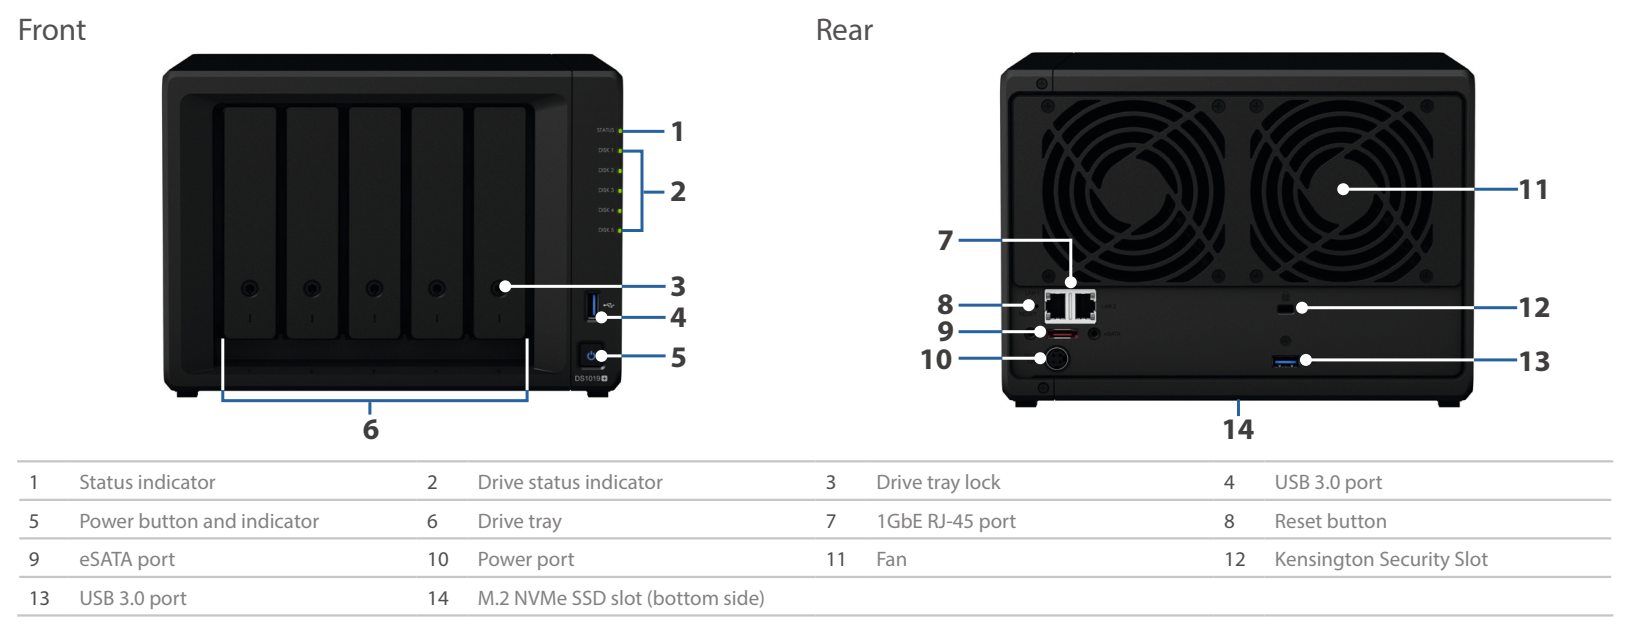 Front
Rear
STATUS
DISK 1
DISK 2
DISK 3
DISK 4
DISK 5
DS1019+
1
2
3
4
5
6
7
8
9
10
11
12
13
14
1 Status indicator 2 Drive status indicator 3 Drive tray lock 4 USB 3.0 port
5 Power button and indicator 6 Drive tray 7 1GbE RJ-45 port 8 Reset button
9 eSATA port 10 Power port 11 Fan 12 Kensington Security Slot
13 USB 3.0 port 14 M.2 NVMe SSD slot (bottom side)